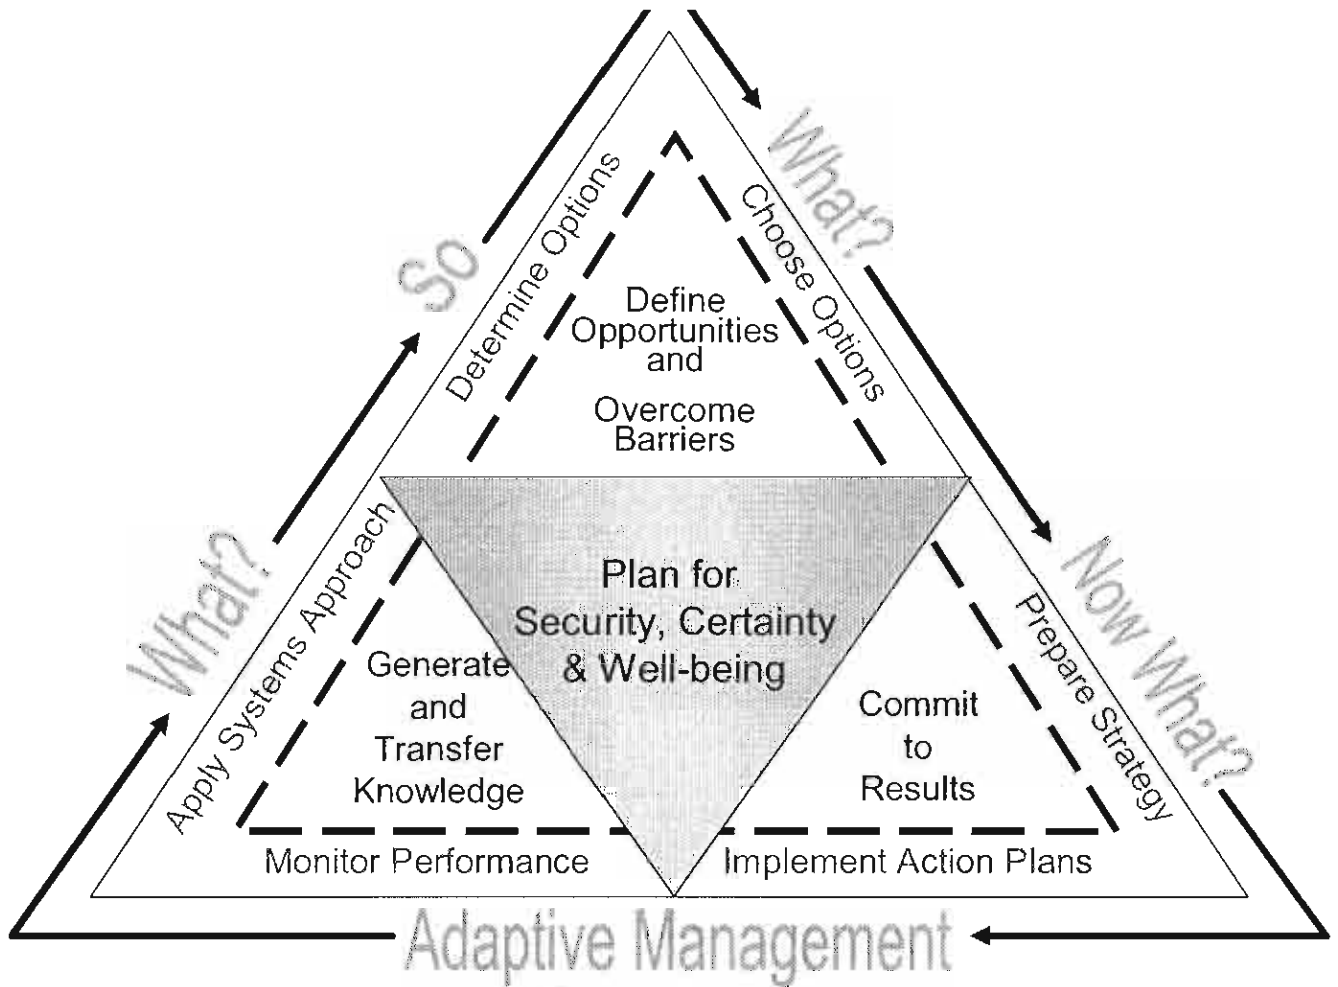 So
What?
Determine Options
Choose Options
Define
Opportunities
and
Overcome
Barriers
What?
Now What?
Apply Systems Approach
Prepare Strategy
Plan for
Security, Certainty
& Well-being
Generate
and
Transfer
Knowledge
Commit
to
Results
Monitor Performance
Implement Action Plans
Adaptive Management